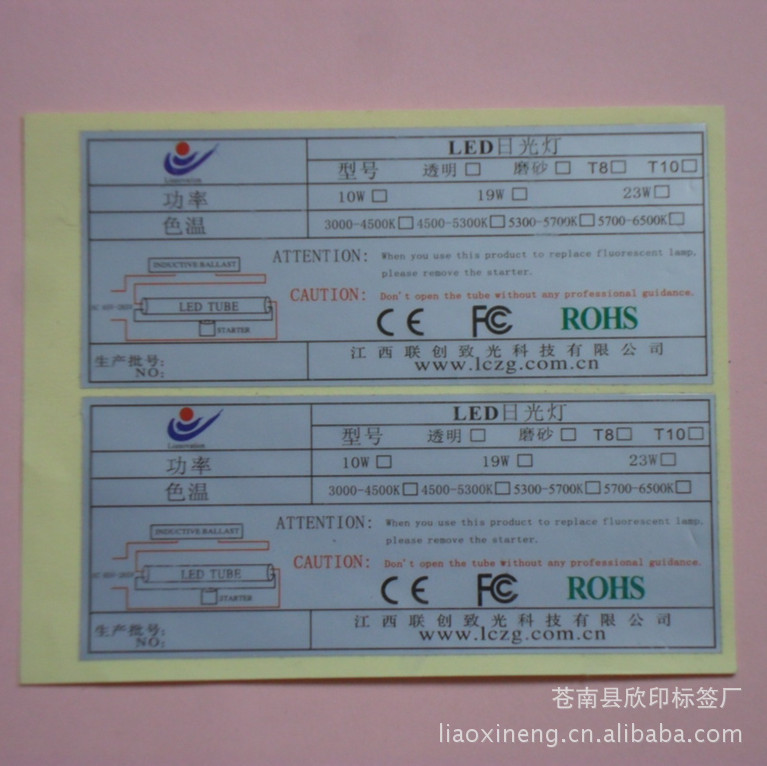 LED日光灯
型号 透明 磨砂 T8 T10
功率 10W 19W 23W
色温 3000-4500K 4500-5300K 5300-5700K 5700-6500K
ATTENTION: When you use this product to replace fluorescent lamp,
please remove the starter.
INDUCTIVE BALLAST
CAUTION: Don't open the tube without any professional guidance.
LED TUBE
STARTER
CE FC ROHS
生产批号:
NO:
江西联创致光科技有限公司
www.lczg.com.cn
LED日光灯
型号 透明 磨砂 T8 T10
功率 10W 19W 23W
色温 3000-4500K 4500-5300K 5300-5700K 5700-6500K
ATTENTION: When you use this product to replace fluorescent lamp,
please remove the starter.
INDUCTIVE BALLAST
CAUTION: Don't open the tube without any professional guidance.
LED TUBE
STARTER
CE FC ROHS
生产批号:
NO:
江西联创致光科技有限公司
www.lczg.com.cn
苍南县欣印标签厂
liaoxineng.cn.alibaba.com